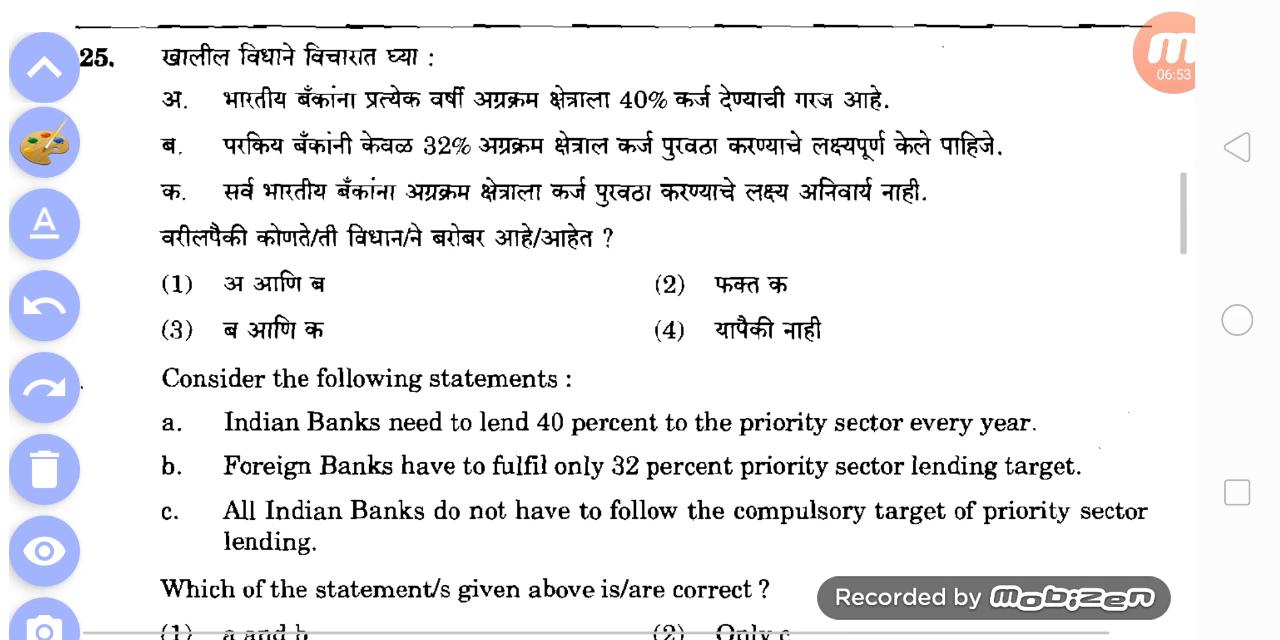 06:53
25. खालील विधाने विचारात घ्या :
अ. भारतीय बँकांना प्रत्येक वर्षी अग्रक्रम क्षेत्राला 40% कर्ज देण्याची गरज आहे.
ब. परकिय बँकांनी केवळ 32% अग्रक्रम क्षेत्राल कर्ज पुरवठा करण्याचे लक्ष्यपूर्ण केले पाहिजे.
क. सर्व भारतीय बँकांना अग्रक्रम क्षेत्राला कर्ज पुरवठा करण्याचे लक्ष्य अनिवार्य नाही.
वरीलपैकी कोणते/ती विधान/ने बरोबर आहे/आहेत ?
(1) अ आणि ब (2) फक्त क
(3) ब आणि क (4) यापैकी नाही
Consider the following statements :
a. Indian Banks need to lend 40 percent to the priority sector every year.
b. Foreign Banks have to fulfil only 32 percent priority sector lending target.
c. All Indian Banks do not have to follow the compulsory target of priority sector
lending.
Which of the statement/s given above is/are correct ?
Recorded by Mobizen
(1) a and b (2) Only c